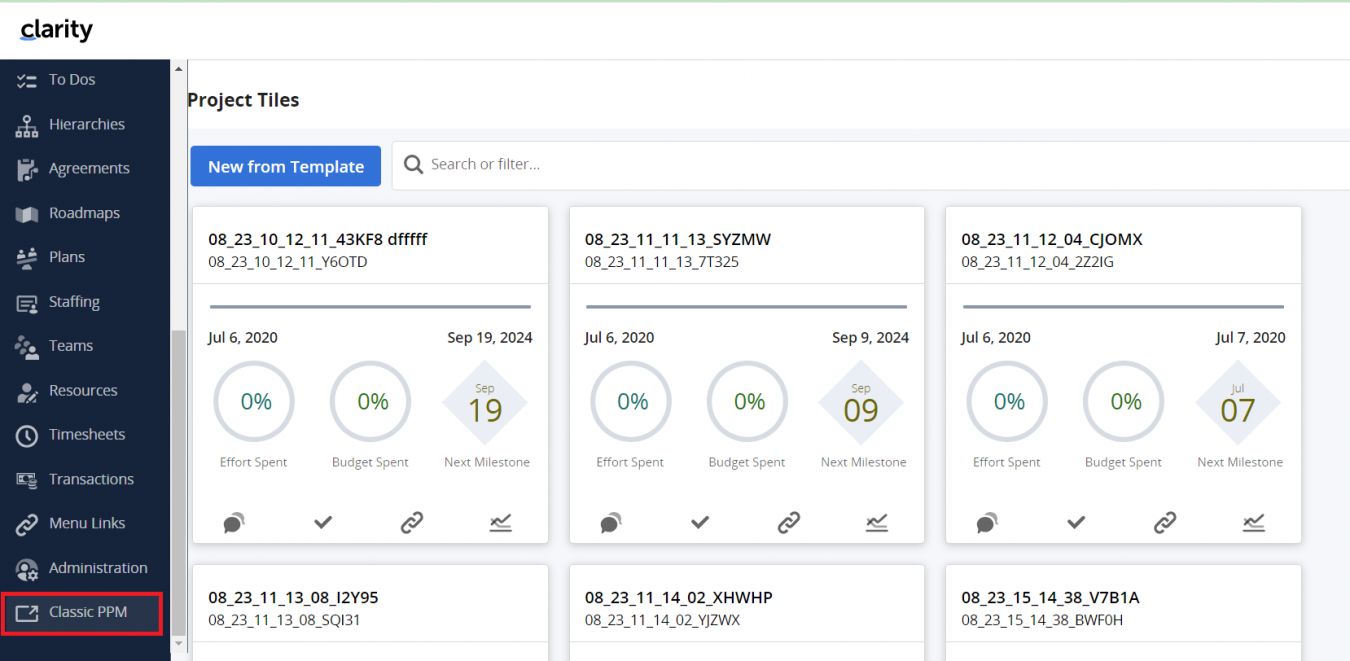 clarity
To Dos
Hierarchies
Agreements
Roadmaps
Plans
Staffing
Teams
Resources
Timesheets
Transactions
Menu Links
Administration
Classic PPM
Project Tiles
New from Template
Search or filter...
08_23_10_12_11_43KF8 dfffff
08_23_10_12_11_Y6OTD
Jul 6, 2020 Sep 19, 2024
0% 0% Sep 19
Effort Spent Budget Spent Next Milestone
08_23_11_11_13_SYZMW
08_23_11_11_13_7T325
Jul 6, 2020 Sep 9, 2024
0% 0% Sep 09
Effort Spent Budget Spent Next Milestone
08_23_11_12_04_CJOMX
08_23_11_12_04_2Z2IG
Jul 6, 2020 Jul 7, 2020
0% 0% Jul 07
Effort Spent Budget Spent Next Milestone
08_23_11_13_08_I2Y95
08_23_11_13_08_SQI31
08_23_11_14_02_XHWHP
08_23_11_14_02_YJZWX
08_23_15_14_38_V7B1A
08_23_15_14_38_BWF0H